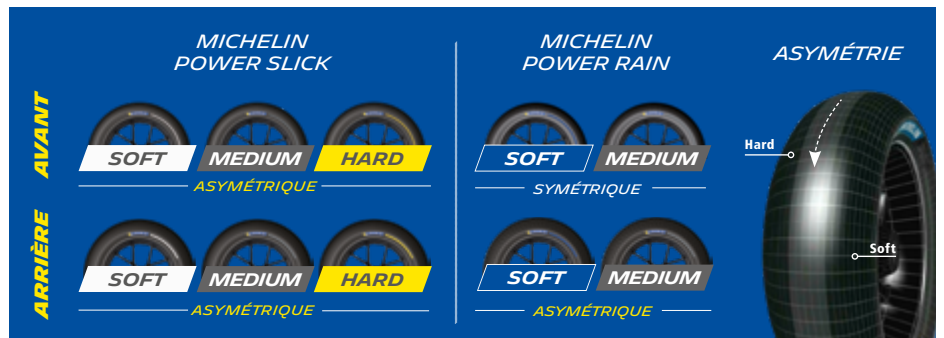 MICHELIN
POWER SLICK
MICHELIN
POWER RAIN
ASYMÉTRIE
AVANT
SOFT
MEDIUM
HARD
ASYMÉTRIQUE
SOFT
MEDIUM
SYMÉTRIQUE
ARRIÈRE
SOFT
MEDIUM
HARD
ASYMÉTRIQUE
SOFT
MEDIUM
ASYMÉTRIQUE
Hard
Soft